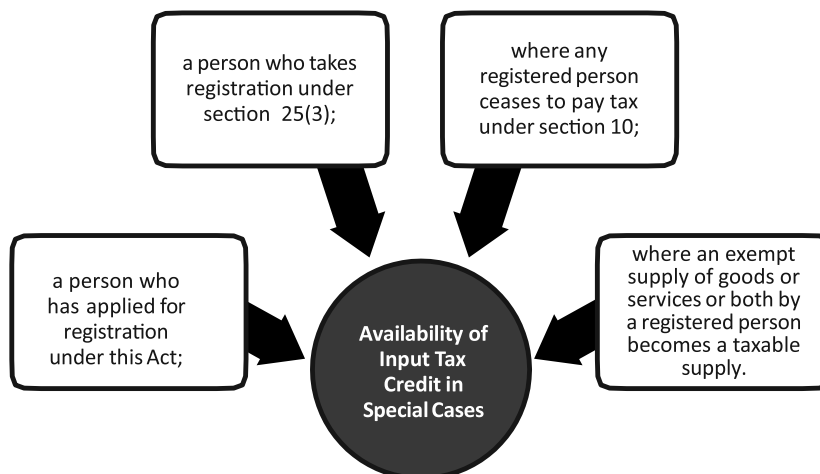 a person who takes
registration under
section 25(3);
where any
registered person
ceases to pay tax
under section 10;
a person who
has applied for
registration
under this Act;
where an exempt
supply of goods or
services or both by
a registered person
becomes a taxable
supply.
Availability of
Input Tax
Credit in
Special Cases